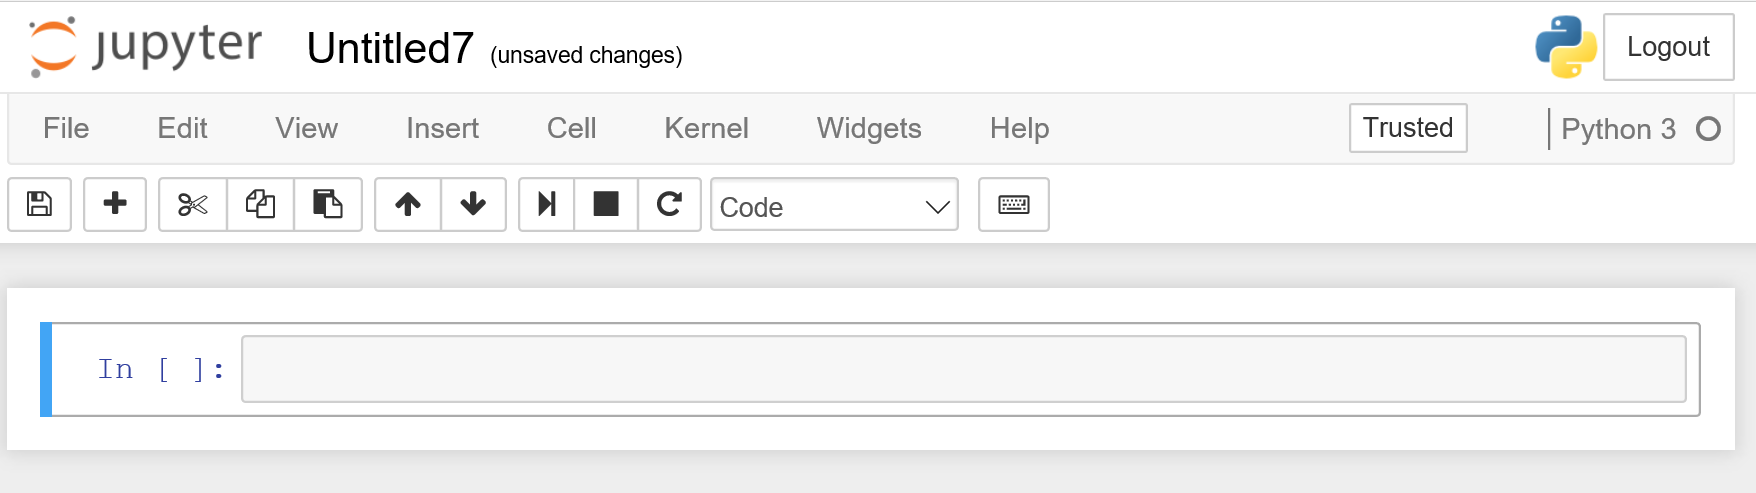 jupyter Untitled7 (unsaved changes) Logout
File Edit View Insert Cell Kernel Widgets Help Trusted Python 3
Code
In [ ]: